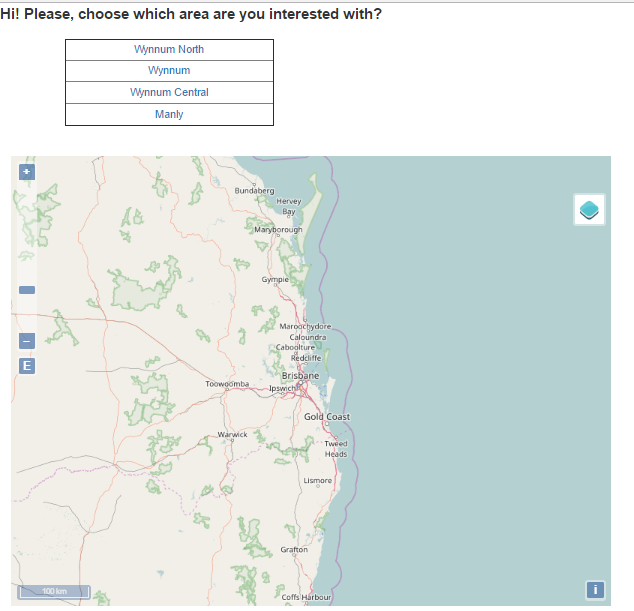 Hi! Please, choose which area are you interested with?
Wynnum North
Wynnum
Wynnum Central
Manly
+
Bundaberg
Hervey
Bay
Maryborough
Gympie
–
Maroochydore
Caloundra
Caboolture
Redcliffe
E
Brisbane
Toowoomba
Ipswich
Gold Coast
Warwick
Tweed
Heads
Lismore
Grafton
100 km
i
Coffs Harbour